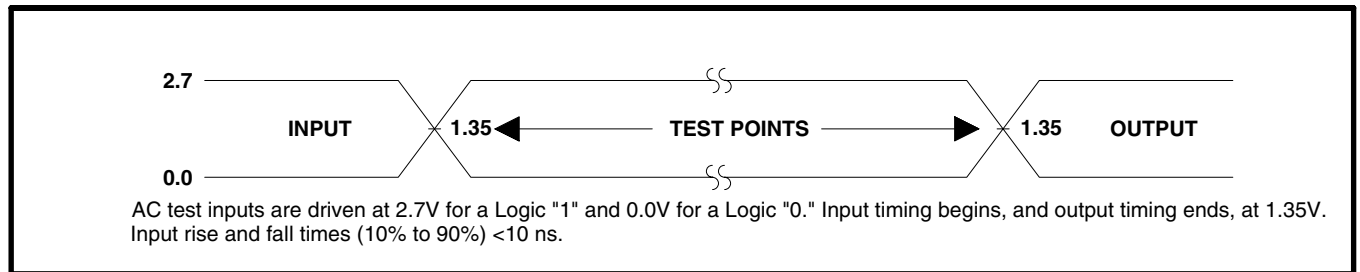 2.7
INPUT 1.35 TEST POINTS 1.35 OUTPUT
0.0
AC test inputs are driven at 2.7V for a Logic "1" and 0.0V for a Logic "0." Input timing begins, and output timing ends, at 1.35V.
Input rise and fall times (10% to 90%) <10 ns.